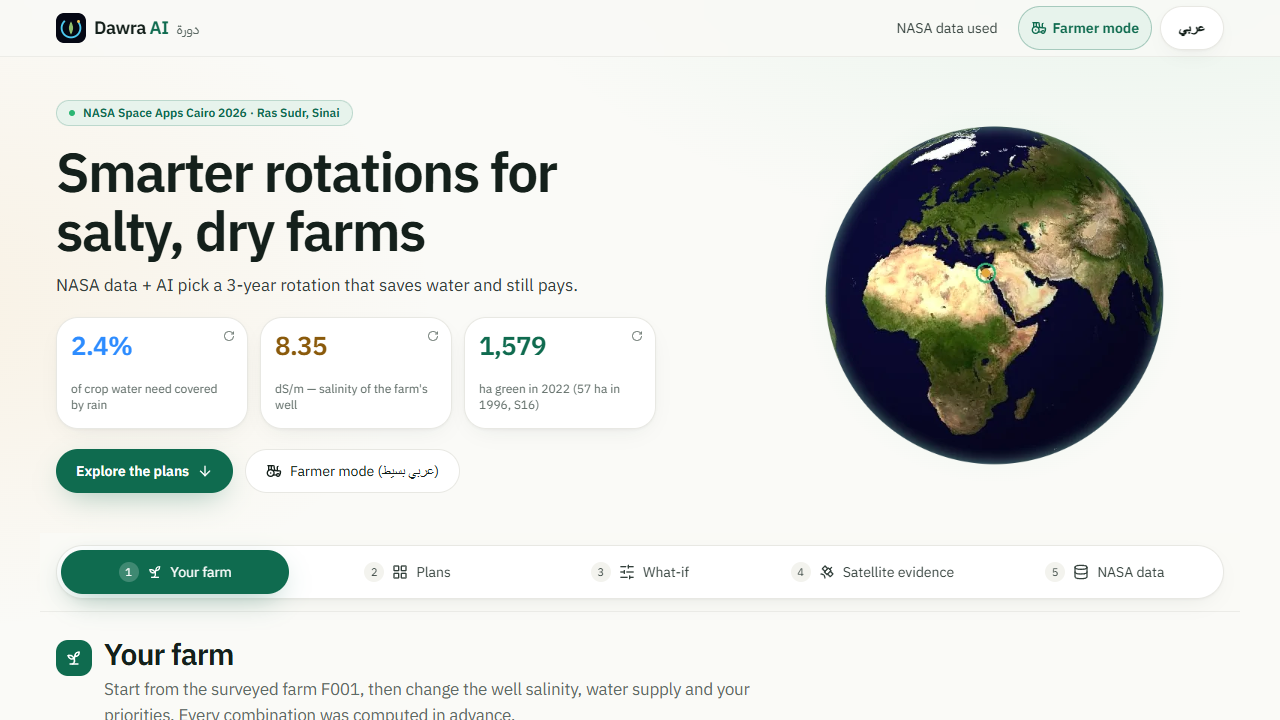 Dawra AI دورة
NASA data used
Farmer mode
عربي
NASA Space Apps Cairo 2026 · Ras Sudr, Sinai
Smarter rotations for
salty, dry farms
NASA data + AI pick a 3-year rotation that saves water and still pays.
2.4%
of crop water need covered
by rain
8.35
dS/m — salinity of the farm's
well
1,579
ha green in 2022 (57 ha in
1996, S16)
Explore the plans
Farmer mode (عربي بسيط)
1 Your farm
2 Plans
3 What-if
4 Satellite evidence
5 NASA data
Your farm
Start from the surveyed farm F001, then change the well salinity, water supply and your
priorities. Every combination was computed in advance.